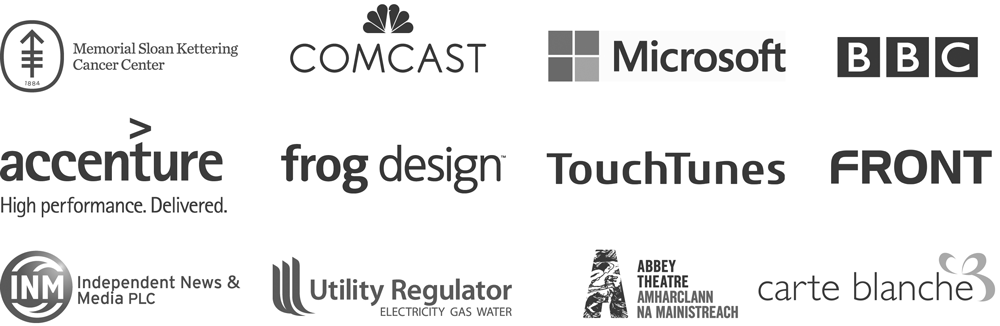 Memorial Sloan Kettering
Cancer Center
1884
COMCAST
Microsoft
BBC
accenture
High performance. Delivered.
frog design™
TouchTunes
FRONT
INM
Independent News &
Media PLC
Utility Regulator
ELECTRICITY GAS WATER
ABBEY
THEATRE
AMHARCLANN
NA MAINISTREACH
carte blanche